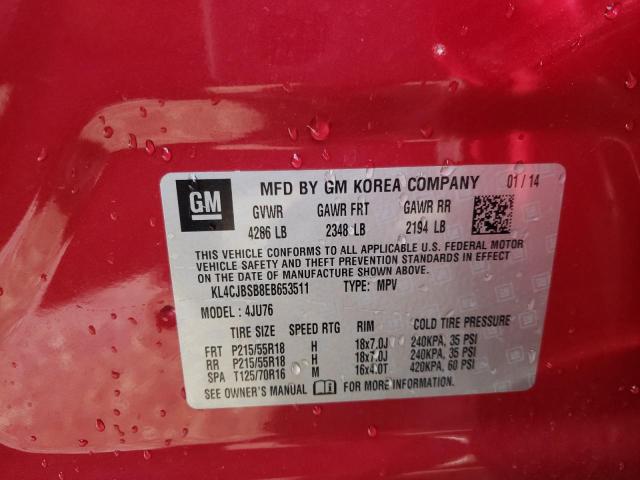 GM MFD BY GM KOREA COMPANY 01/14
GVWR GAWR FRT GAWR RR
4286 LB 2348 LB 2194 LB
THIS VEHICLE CONFORMS TO ALL APPLICABLE U.S. FEDERAL MOTOR
VEHICLE SAFETY AND THEFT PREVENTION STANDARDS IN EFFECT
ON THE DATE OF MANUFACTURE SHOWN ABOVE.
KL4CJBSB8EB653511 TYPE: MPV
MODEL: 4JU76
TIRE SIZE SPEED RTG RIM COLD TIRE PRESSURE
FRT P215/55R18 H 18x7.0J 240KPA, 35 PSI
RR P215/55R18 H 18x7.0J 240KPA, 35 PSI
SPA T125/70R16 M 16x4.0T 420KPA, 60 PSI
SEE OWNER'S MANUAL FOR MORE INFORMATION.